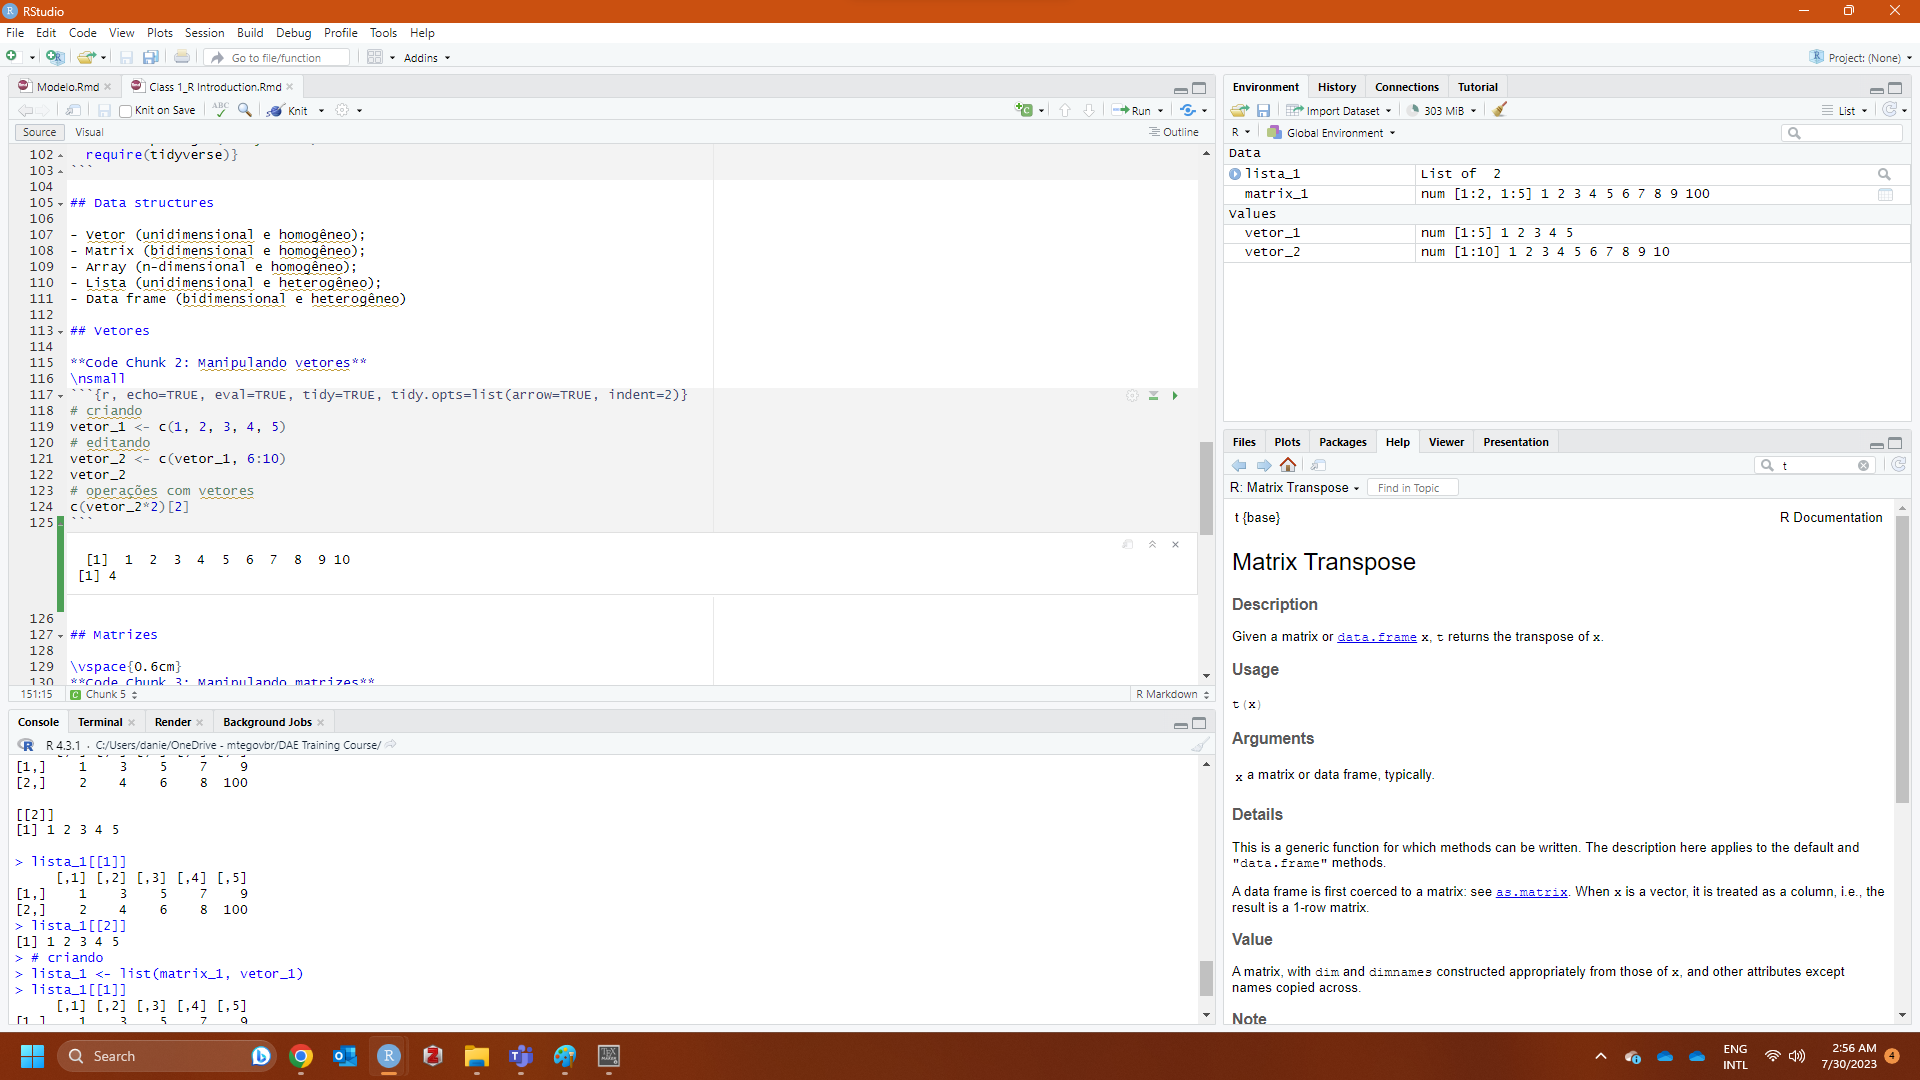 RStudio
File Edit Code View Plots Session Build Debug Profile Tools Help
Go to file/function Addins Project: (None)
Modelo.Rmd Class 1_R Introduction.Rmd
Knit on Save ABC Knit Run
Source Visual Outline
102 require(tidyverse)}
103 ```
104
105 ## Data structures
106
107 - Vetor (unidimensional e homogêneo);
108 - Matrix (bidimensional e homogêneo);
109 - Array (n-dimensional e homogêneo);
110 - Lista (unidimensional e heterogêneo);
111 - Data frame (bidimensional e heterogêneo)
112
113 ## Vetores
114
115 **Code Chunk 2: Manipulando vetores**
116 \nsmall
117 ```{r, echo=TRUE, eval=TRUE, tidy=TRUE, tidy.opts=list(arrow=TRUE, indent=2)}
118 # criando
119 vetor_1 <- c(1, 2, 3, 4, 5)
120 # editando
121 vetor_2 <- c(vetor_1, 6:10)
122 vetor_2
123 # operações com vetores
124 c(vetor_2*2)[2]
125 ```
[1] 1 2 3 4 5 6 7 8 9 10
[1] 4
126
127 ## Matrizes
128
129 \vspace{0.6cm}
130 **Code Chunk 3: Manipulando matrizes**
151:15 Chunk 5 R Markdown
Console Terminal Render Background Jobs
R 4.3.1 · C:/Users/danie/OneDrive - mtegovbr/DAE Training Course/
[1,] 1 3 5 7 9
[2,] 2 4 6 8 100
[[2]]
[1] 1 2 3 4 5
> lista_1[[1]]
[,1] [,2] [,3] [,4] [,5]
[1,] 1 3 5 7 9
[2,] 2 4 6 8 100
> lista_1[[2]]
[1] 1 2 3 4 5
> # criando
> lista_1 <- list(matrix_1, vetor_1)
> lista_1[[1]]
[,1] [,2] [,3] [,4] [,5]
[1,] 1 3 5 7 9
Environment History Connections Tutorial
Import Dataset 303 MiB List
R Global Environment
Data
lista_1 List of 2
matrix_1 num [1:2, 1:5] 1 2 3 4 5 6 7 8 9 100
Values
vetor_1 num [1:5] 1 2 3 4 5
vetor_2 num [1:10] 1 2 3 4 5 6 7 8 9 10
Files Plots Packages Help Viewer Presentation
t
R: Matrix Transpose Find in Topic
t {base} R Documentation
Matrix Transpose
Description
Given a matrix or data.frame x, t returns the transpose of x.
Usage
t(x)
Arguments
x a matrix or data frame, typically.
Details
This is a generic function for which methods can be written. The description here applies to the default and
"data.frame" methods.
A data frame is first coerced to a matrix: see as.matrix. When x is a vector, it is treated as a column, i.e., the
result is a 1-row matrix.
Value
A matrix, with dim and dimnames constructed appropriately from those of x, and other attributes except
names copied across.
Note
Search
ENG
INTL
2:56 AM
7/30/2023
4